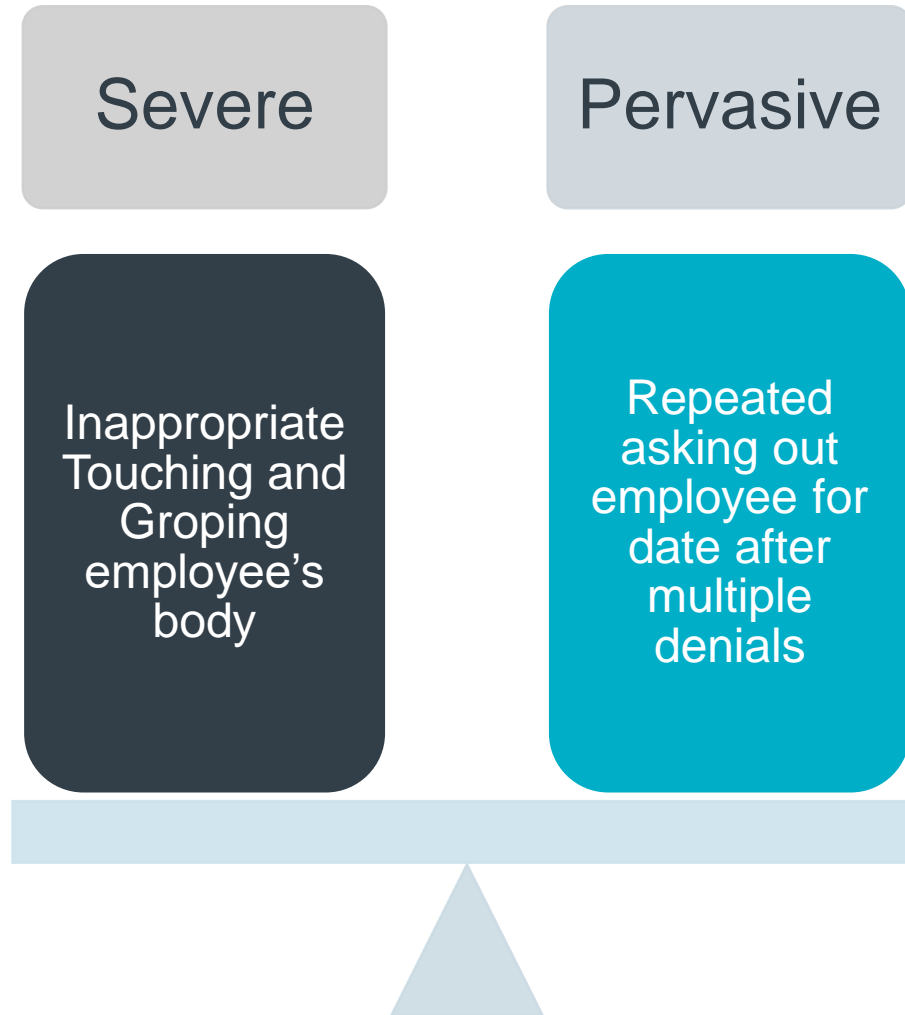 Severe
Pervasive
Inappropriate
Touching and
Groping
employee’s
body
Repeated
asking out
employee for
date after
multiple
denials